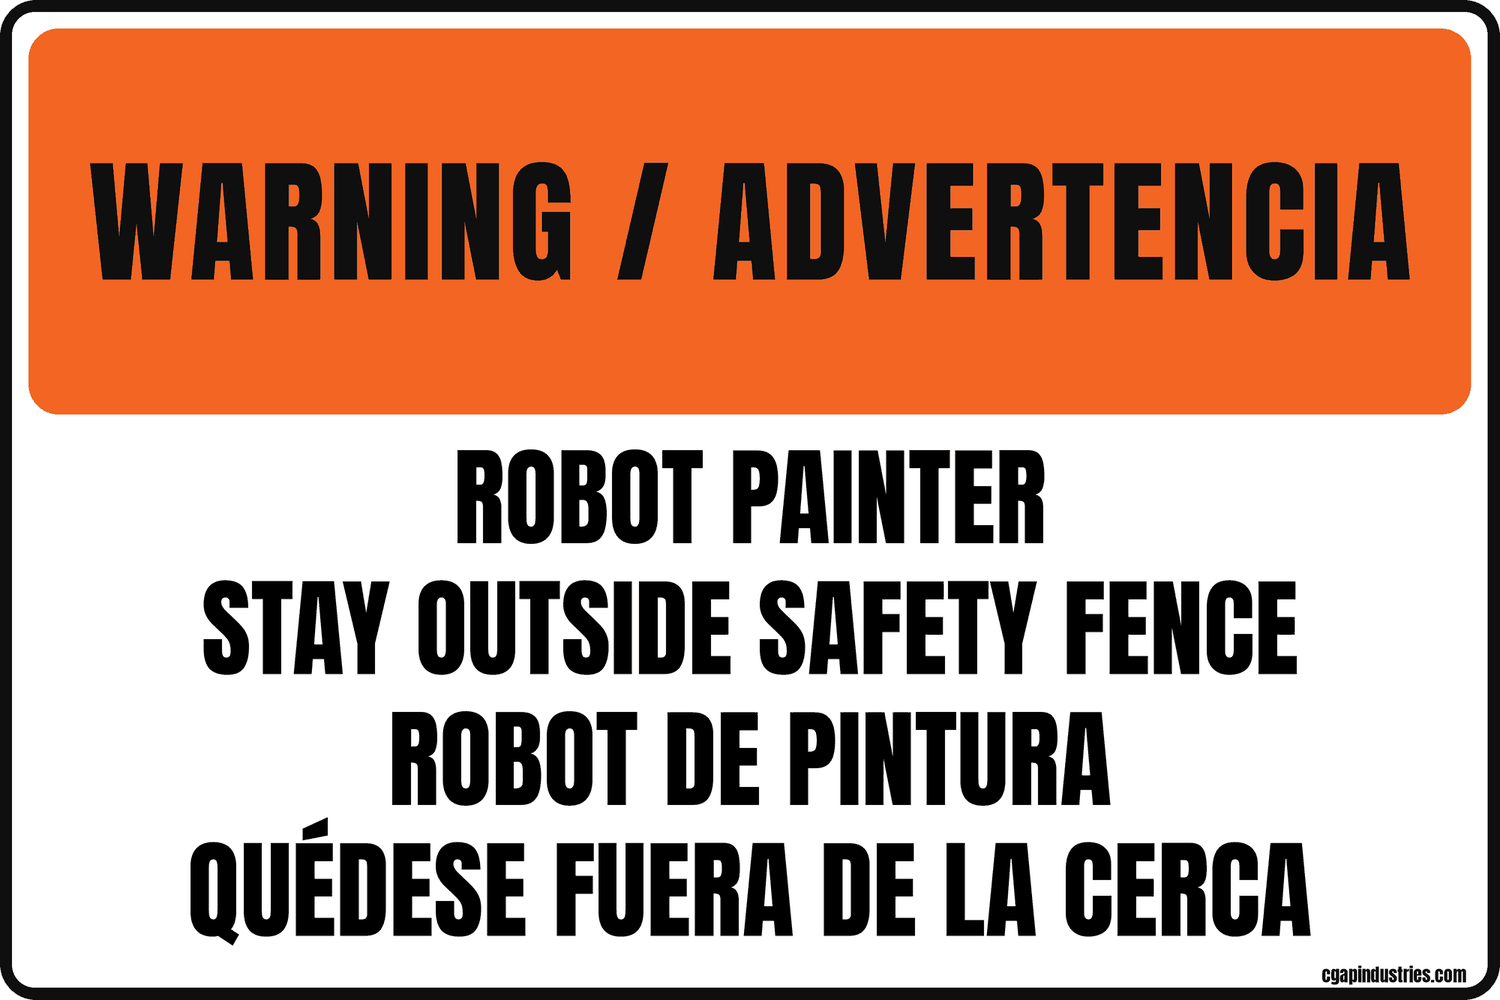 WARNING / ADVERTENCIA
ROBOT PAINTER
STAY OUTSIDE SAFETY FENCE
ROBOT DE PINTURA
QUÉDESE FUERA DE LA CERCA
cgapindustries.com